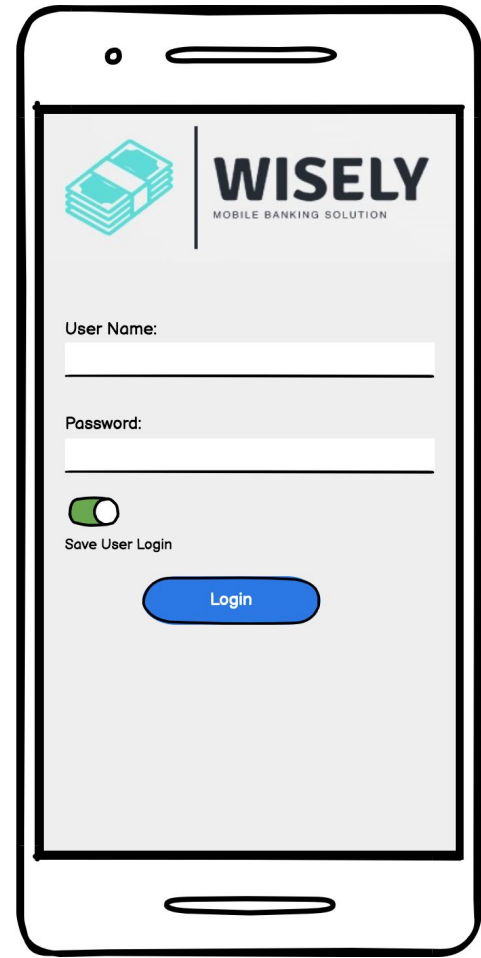 WISELY
MOBILE BANKING SOLUTION
User Name:
Password:
Save User Login
Login